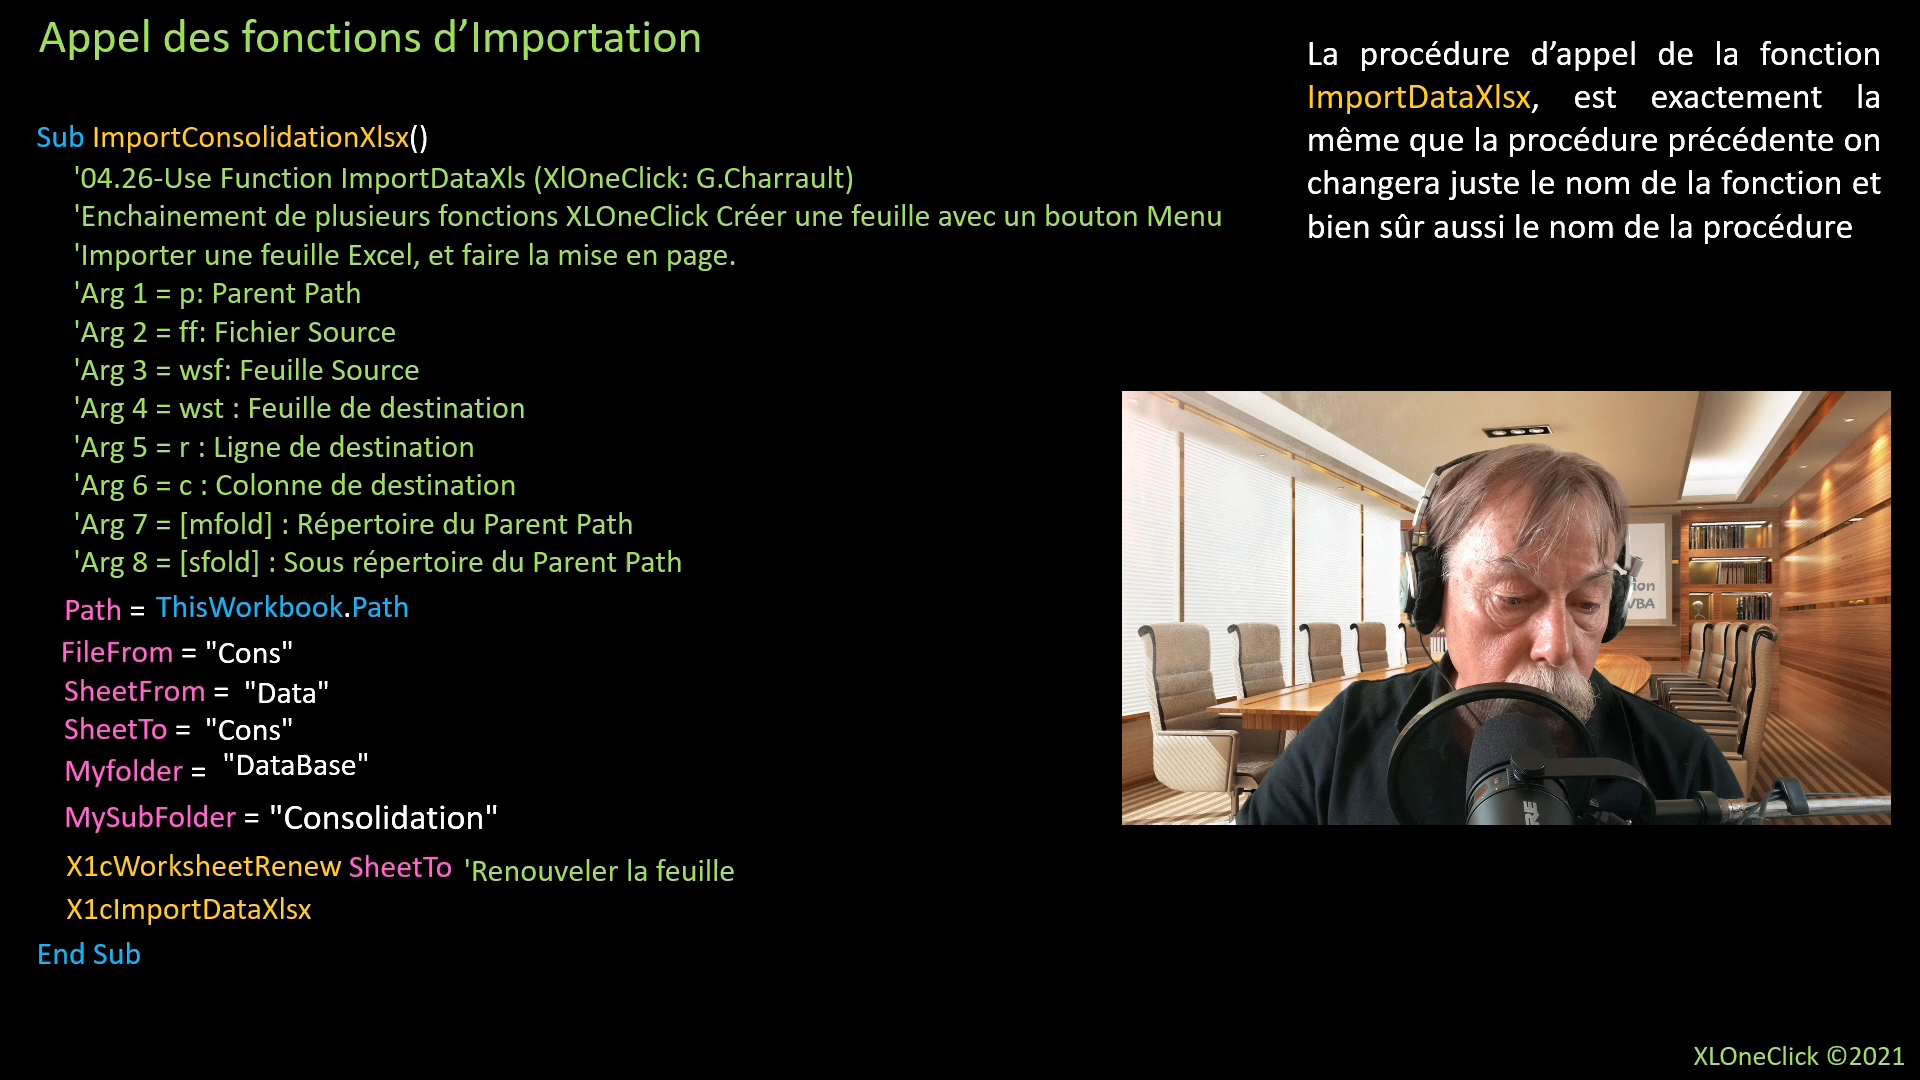 Appel des fonctions d’Importation
Sub ImportConsolidationXlsx()
'04.26-Use Function ImportDataXls (XlOneClick: G.Charrault)
'Enchainement de plusieurs fonctions XLOneClick Créer une feuille avec un bouton Menu
'Importer une feuille Excel, et faire la mise en page.
'Arg 1 = p: Parent Path
'Arg 2 = ff: Fichier Source
'Arg 3 = wsf: Feuille Source
'Arg 4 = wst : Feuille de destination
'Arg 5 = r : Ligne de destination
'Arg 6 = c : Colonne de destination
'Arg 7 = [mfold] : Répertoire du Parent Path
'Arg 8 = [sfold] : Sous répertoire du Parent Path
Path = ThisWorkbook.Path
FileFrom = "Cons"
SheetFrom = "Data"
SheetTo = "Cons"
Myfolder = "DataBase"
MySubFolder = "Consolidation"
X1cWorksheetRenew SheetTo 'Renouveler la feuille
X1cImportDataXlsx
End Sub
La procédure d’appel de la fonction
ImportDataXlsx, est exactement la
même que la procédure précédente on
changera juste le nom de la fonction et
bien sûr aussi le nom de la procédure
VBA
XLOneClick ©2021